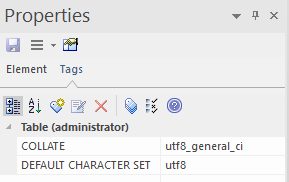 Properties
Element Tags
Table (administrator)
COLLATE utf8_general_ci
DEFAULT CHARACTER SET utf8